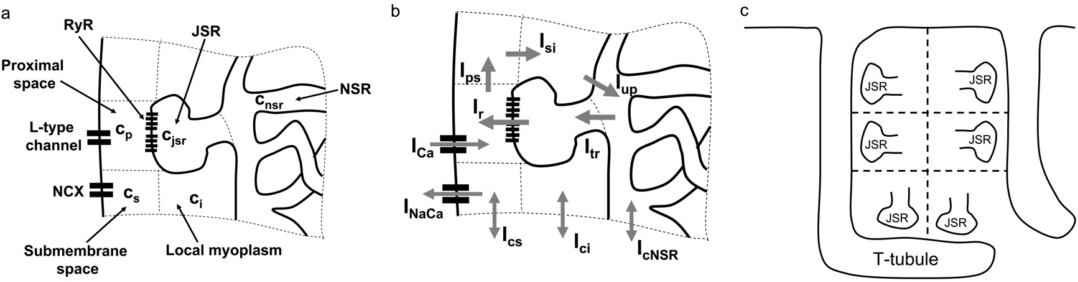 a
RyR
JSR
Proximal
space
NSR
c_nsr
L-type
channel
c_p
c_jsr
NCX
c_s
c_i
Submembrane
space
Local myoplasm
b
I_si
I_ps
I_up
I_r
I_Ca
I_tr
I_NaCa
I_cs
I_ci
I_cNSR
c
JSR
JSR
JSR
JSR
JSR
JSR
T-tubule